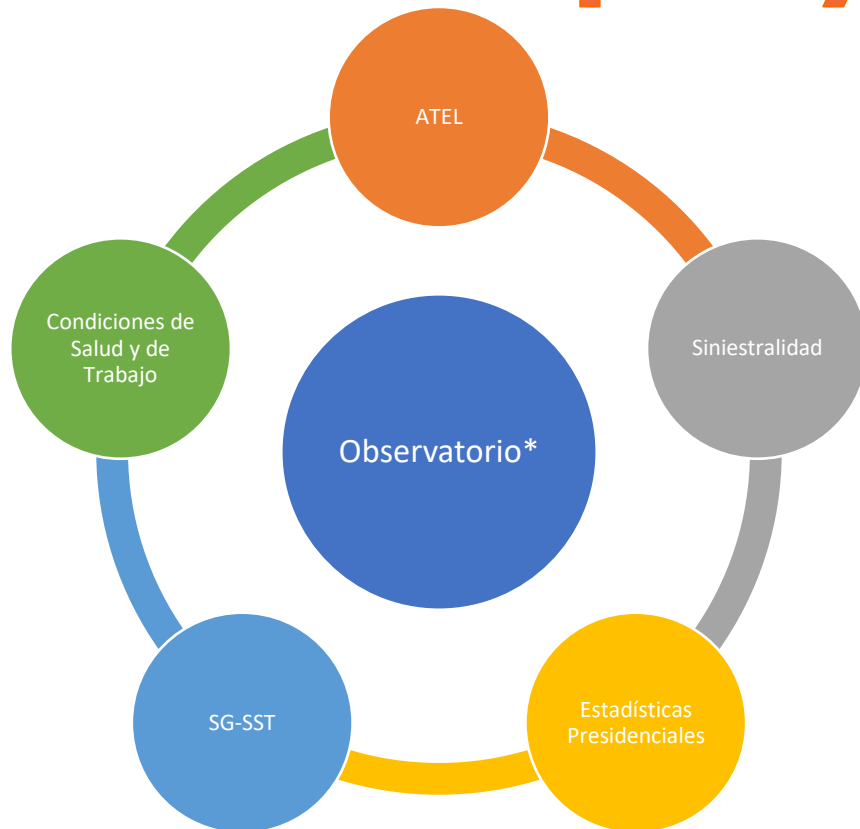 ATEL
Siniestralidad
Estadísticas
Presidenciales
SG-SST
Condiciones de
Salud y de
Trabajo
Observatorio*